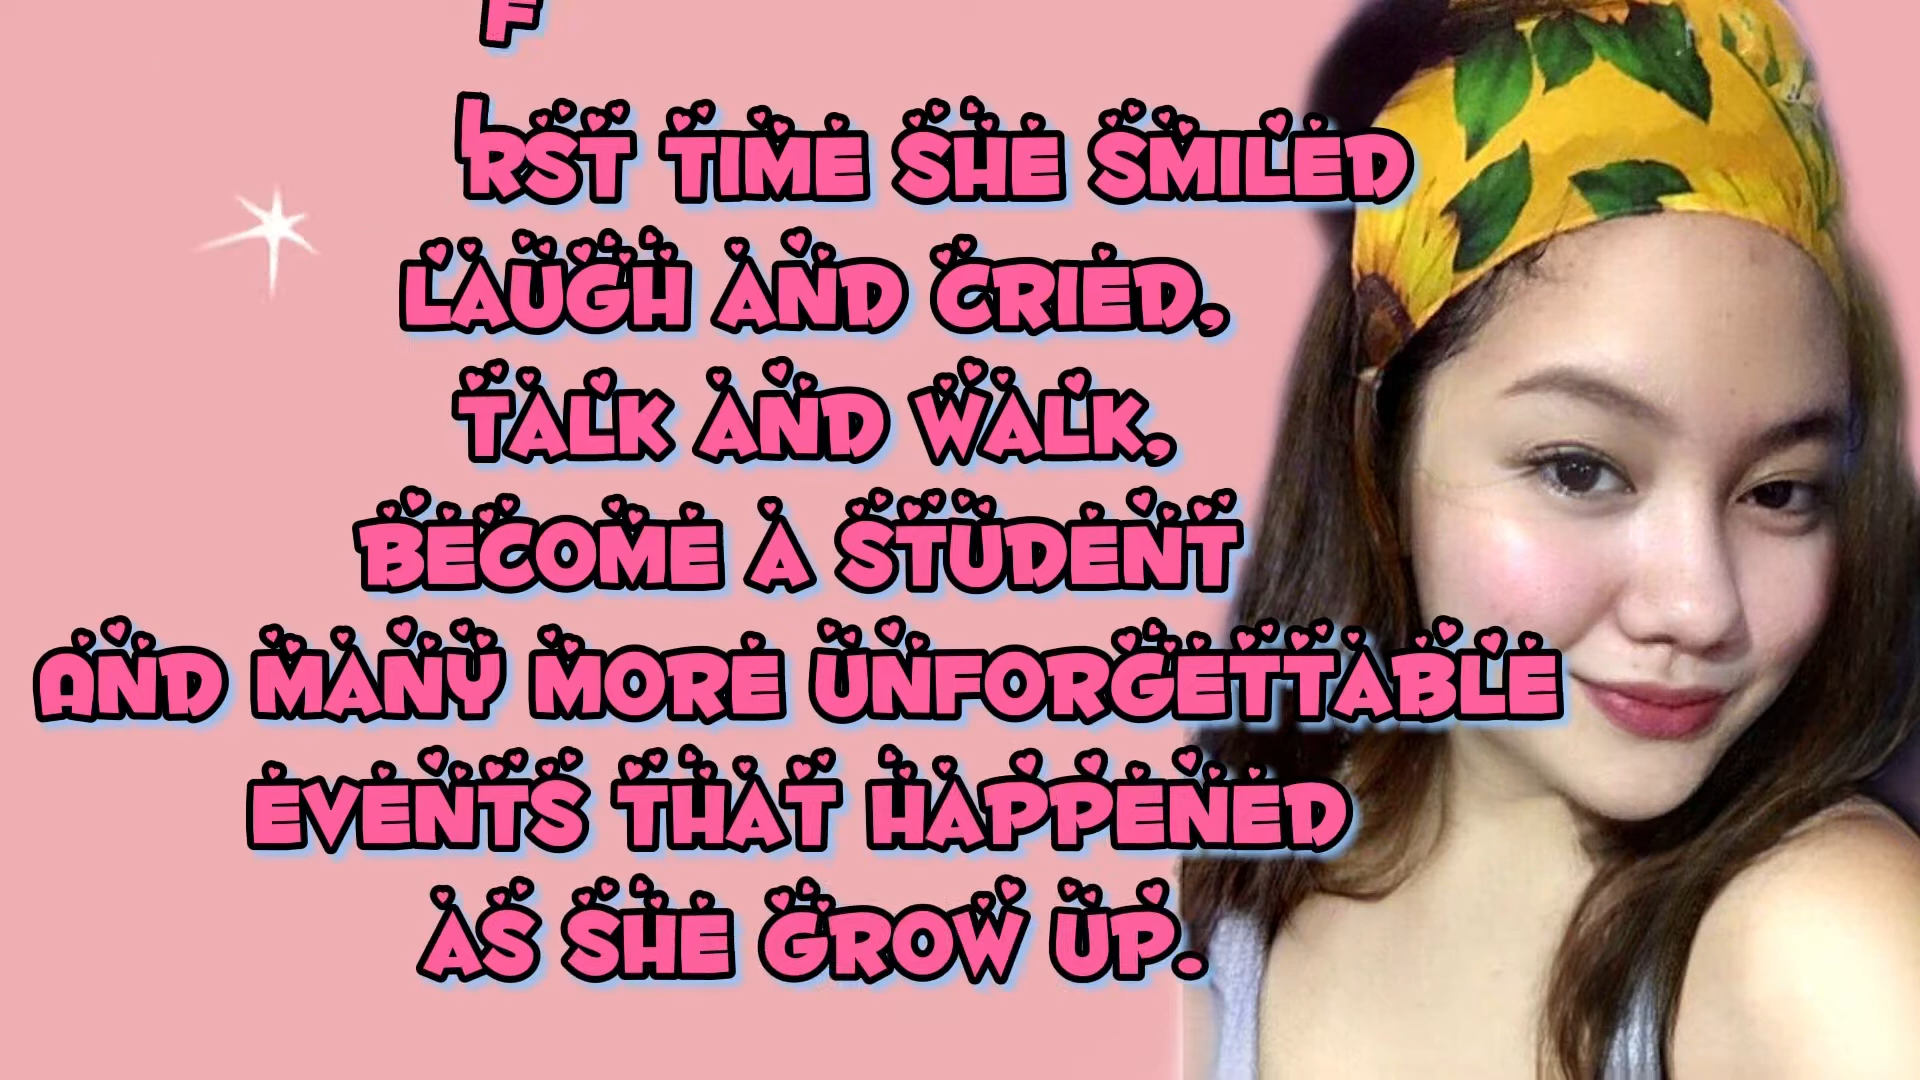 F
IRST TIME SHE SMILED
LAUGH AND CRIED,
TALK AND WALK,
BECOME A STUDENT
AND MANY MORE UNFORGETTABLE
EVENTS THAT HAPPENED
AS SHE GROW UP.